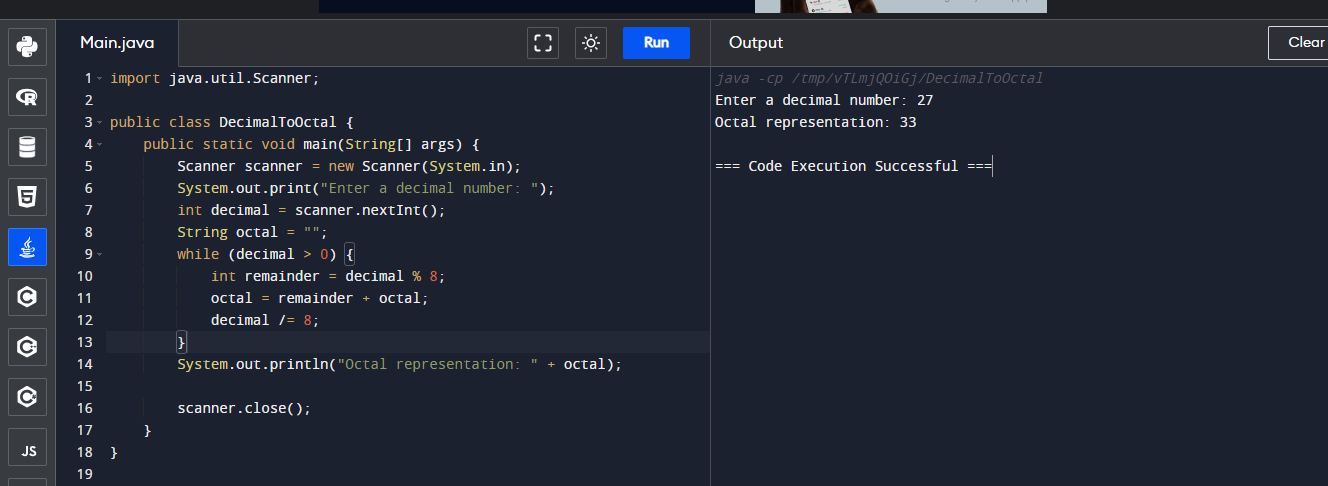 Main.java
Run
Output
Clear
1 import java.util.Scanner;
2
3 public class DecimalToOctal {
4     public static void main(String[] args) {
5         Scanner scanner = new Scanner(System.in);
6         System.out.print("Enter a decimal number: ");
7         int decimal = scanner.nextInt();
8         String octal = "";
9         while (decimal > 0) {
10             int remainder = decimal % 8;
11             octal = remainder + octal;
12             decimal /= 8;
13         }
14         System.out.println("Octal representation: " + octal);
15
16         scanner.close();
17     }
18 }
19
java -cp /tmp/vTLmjQOiGj/DecimalToOctal
Enter a decimal number: 27
Octal representation: 33
=== Code Execution Successful ===
R
5
C
C
C#
JS